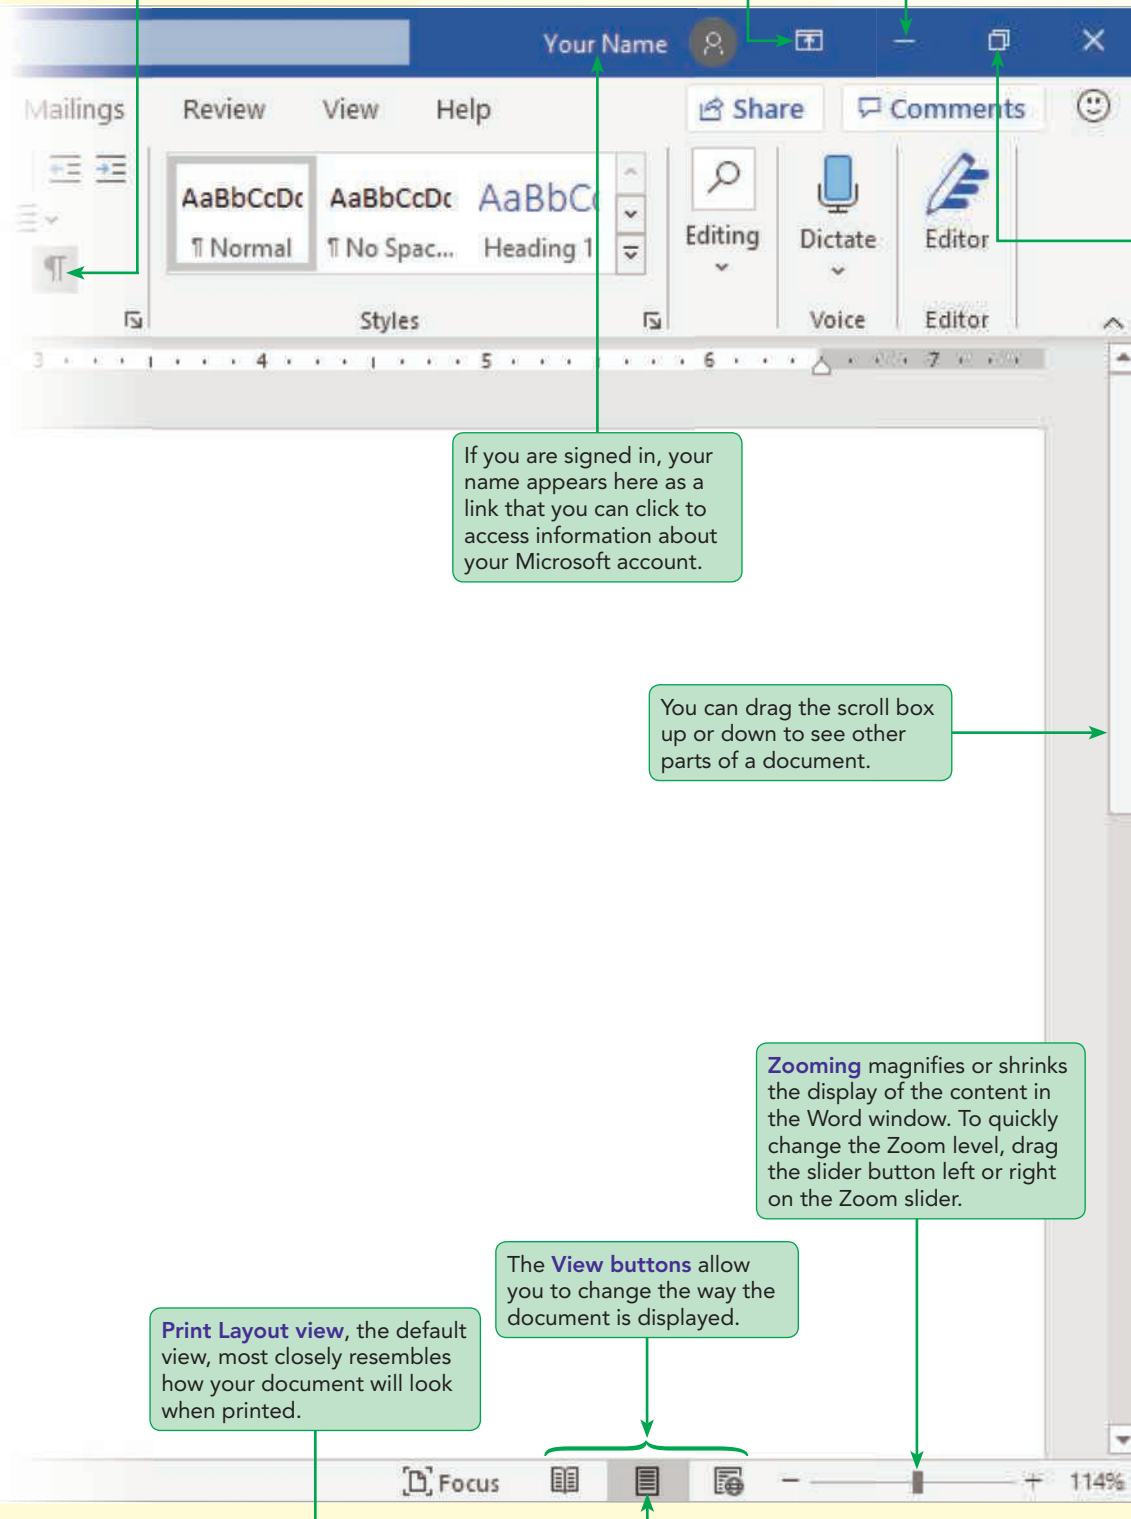 Your Name
Mailings Review View Help Share Comments
AaBbCcDc AaBbCcDc AaBbC
¶ Normal ¶ No Spac... Heading 1
Editing Dictate Editor
¶
Styles Voice Editor
3 4 5 6 7
If you are signed in, your
name appears here as a
link that you can click to
access information about
your Microsoft account.
You can drag the scroll box
up or down to see other
parts of a document.
Zooming magnifies or shrinks
the display of the content in
the Word window. To quickly
change the Zoom level, drag
the slider button left or right
on the Zoom slider.
The View buttons allow
you to change the way the
document is displayed.
Print Layout view, the default
view, most closely resembles
how your document will look
when printed.
Focus 114%